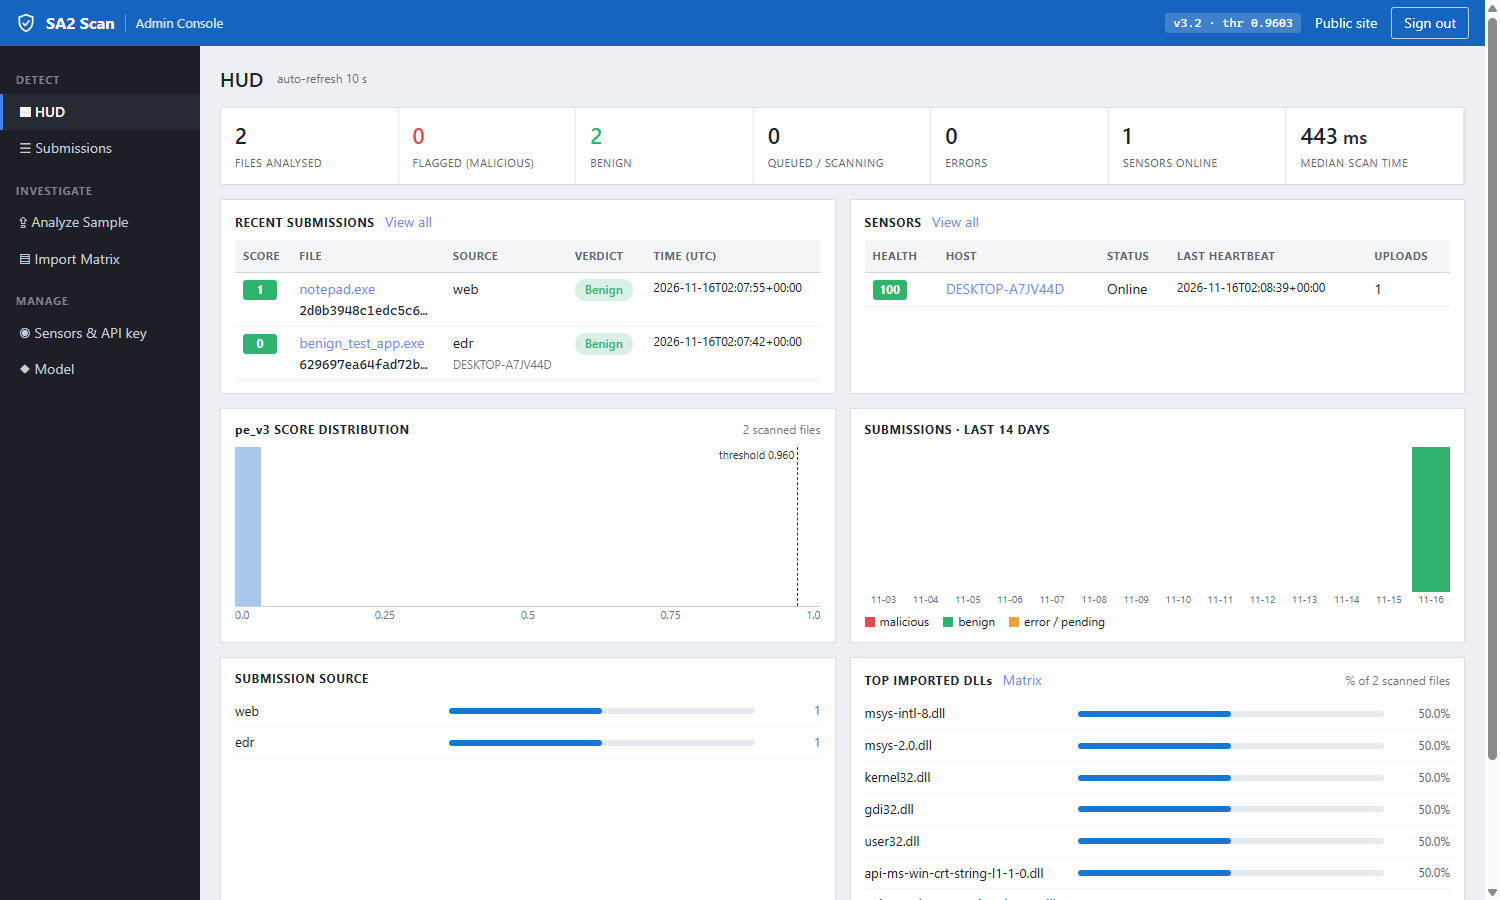 SA2 Scan
Admin Console
v3.2 · thr 0.9603
Public site
Sign out
DETECT
HUD
Submissions
INVESTIGATE
Analyze Sample
Import Matrix
MANAGE
Sensors & API key
Model
HUD
auto-refresh 10 s
2
FILES ANALYSED
0
FLAGGED (MALICIOUS)
2
BENIGN
0
QUEUED / SCANNING
0
ERRORS
1
SENSORS ONLINE
443 ms
MEDIAN SCAN TIME
RECENT SUBMISSIONS View all
SCORE FILE SOURCE VERDICT TIME (UTC)
1 notepad.exe web Benign 2026-11-16T02:07:55+00:00
2d0b3948c1edc5c6…
0 benign_test_app.exe edr Benign 2026-11-16T02:07:42+00:00
629697ea64fad72b… DESKTOP-A7JV44D
SENSORS View all
HEALTH HOST STATUS LAST HEARTBEAT UPLOADS
100 DESKTOP-A7JV44D Online 2026-11-16T02:08:39+00:00 1
pe_v3 SCORE DISTRIBUTION
2 scanned files
threshold 0.960
0.0 0.25 0.5 0.75 1.0
SUBMISSIONS · LAST 14 DAYS
11-03 11-04 11-05 11-06 11-07 11-08 11-09 11-10 11-11 11-12 11-13 11-14 11-15 11-16
malicious benign error / pending
SUBMISSION SOURCE
web 1
edr 1
TOP IMPORTED DLLs Matrix
% of 2 scanned files
msys-intl-8.dll 50.0%
msys-2.0.dll 50.0%
kernel32.dll 50.0%
gdi32.dll 50.0%
user32.dll 50.0%
api-ms-win-crt-string-l1-1-0.dll 50.0%